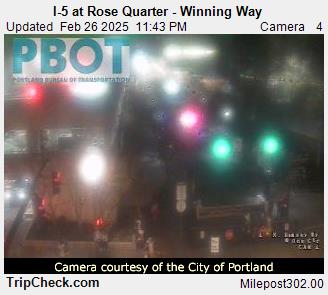 I-5 at Rose Quarter - Winning Way
Updated Feb 26 2025 11:43 PM Camera 4
PBOT
PORTLAND BUREAU OF TRANSPORTATION
Camera courtesy of the City of Portland
TripCheck.com Milepost302.00